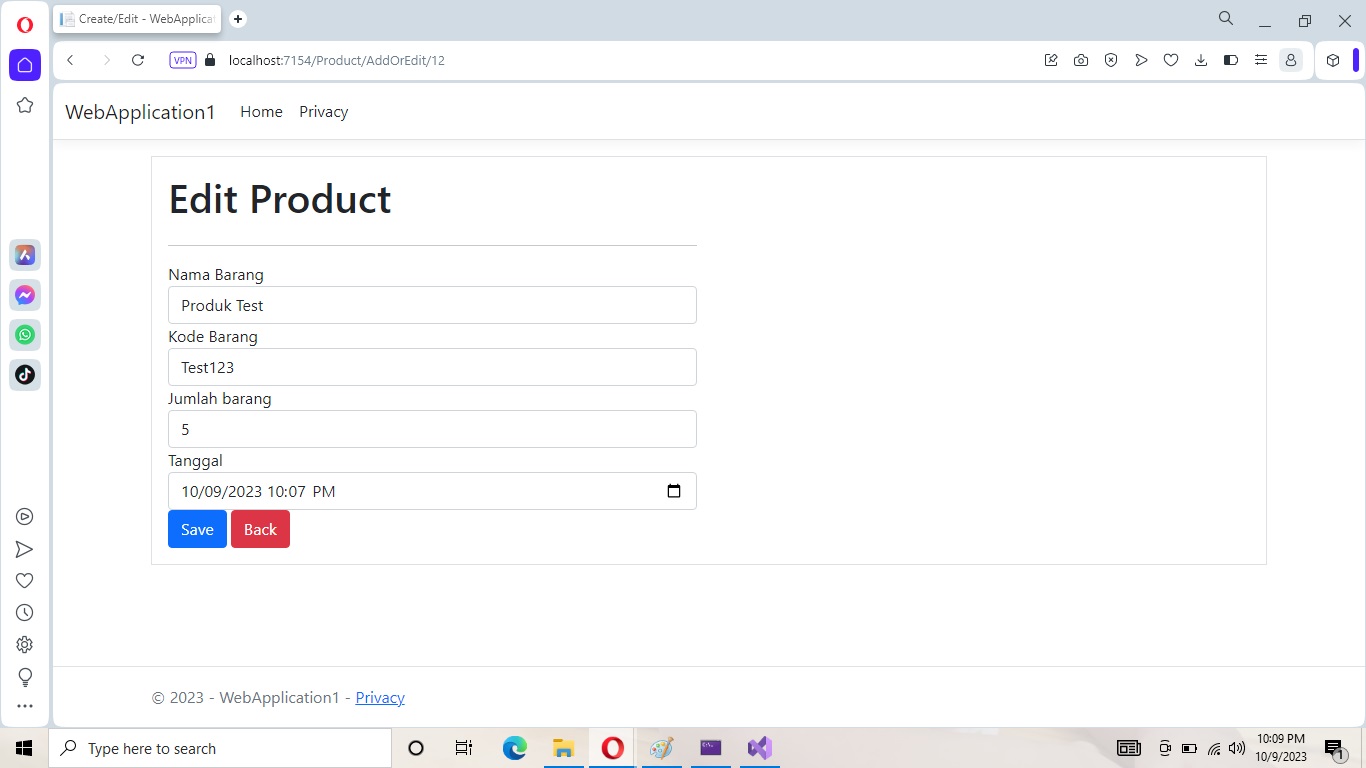 Create/Edit - WebApplica
VPN
localhost:7154/Product/AddOrEdit/12
WebApplication1
Home
Privacy
Edit Product
Nama Barang
Produk Test
Kode Barang
Test123
Jumlah barang
5
Tanggal
10/09/2023 10:07 PM
Save
Back
© 2023 - WebApplication1 - Privacy
Type here to search
10:09 PM
10/9/2023
1